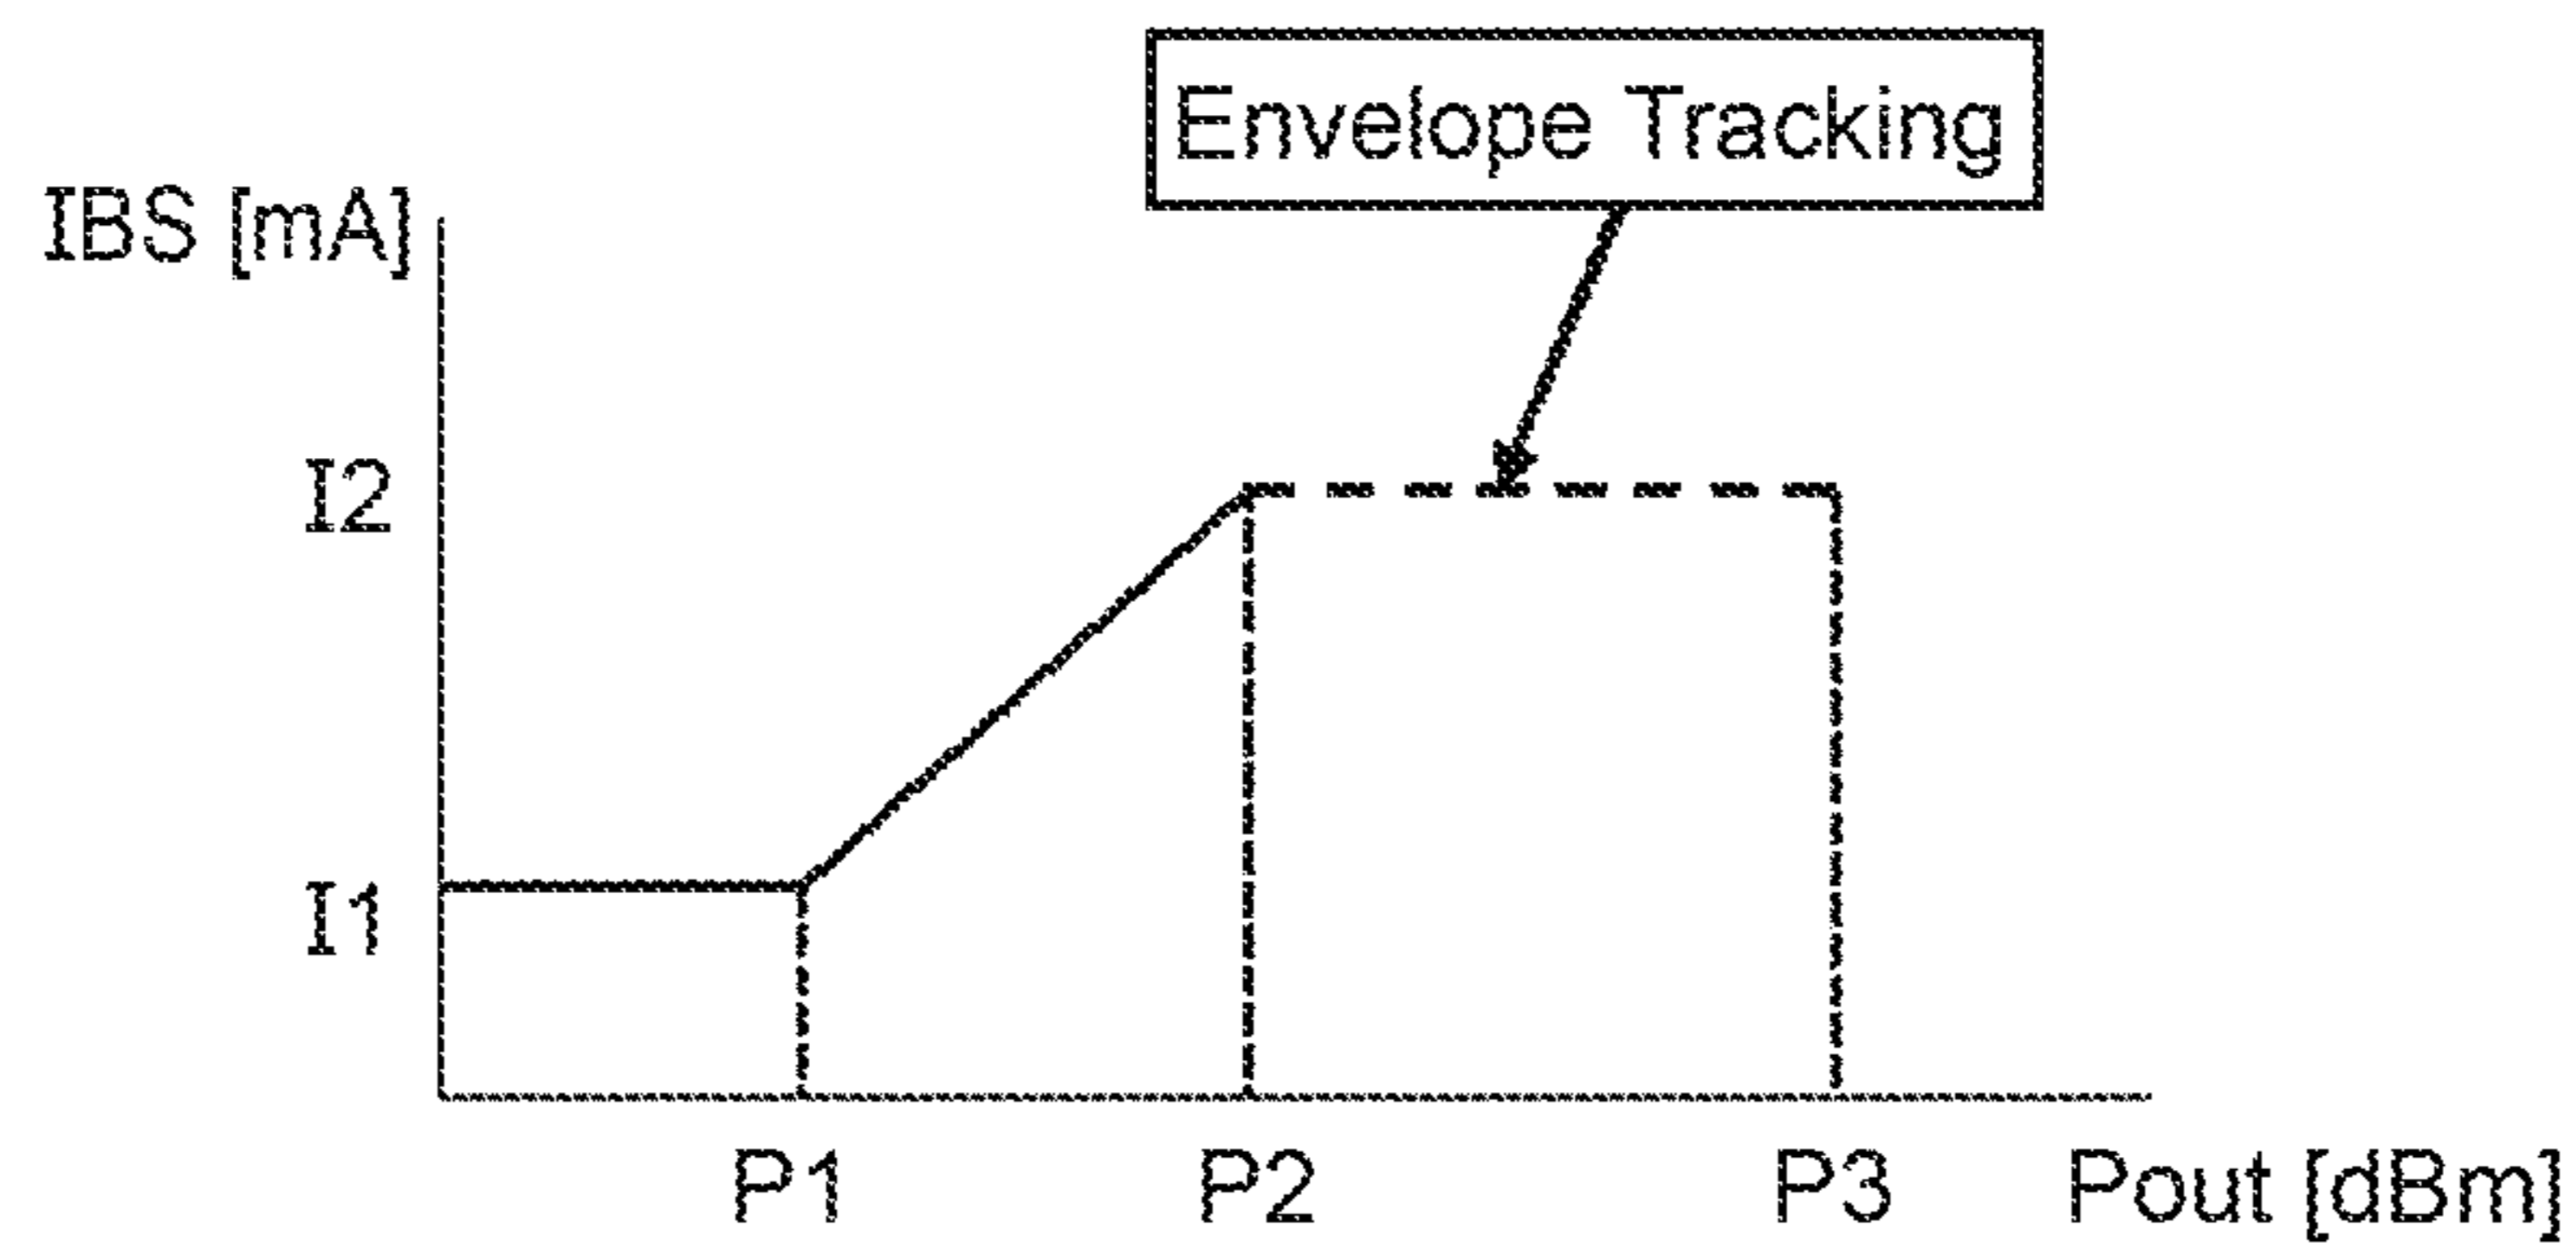 Envelope Tracking
IBS [mA]
I2
I1
P1 P2 P3 Pout [dBm]